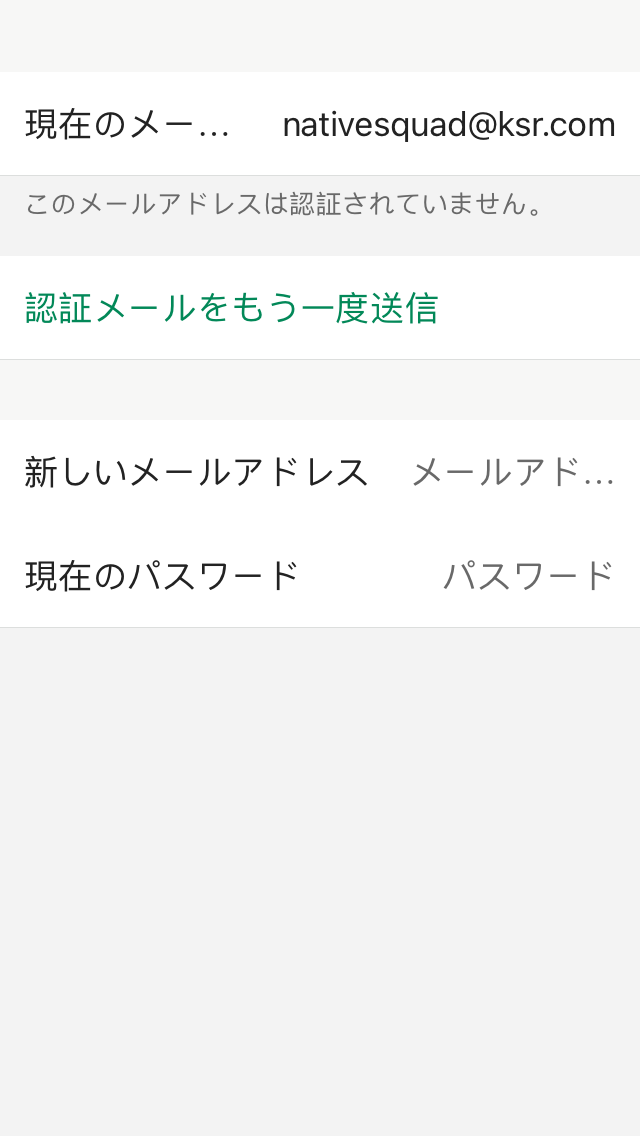 現在のメー… nativesquad@ksr.com
このメールアドレスは認証されていません。
認証メールをもう一度送信
新しいメールアドレス メールアド…
現在のパスワード パスワード